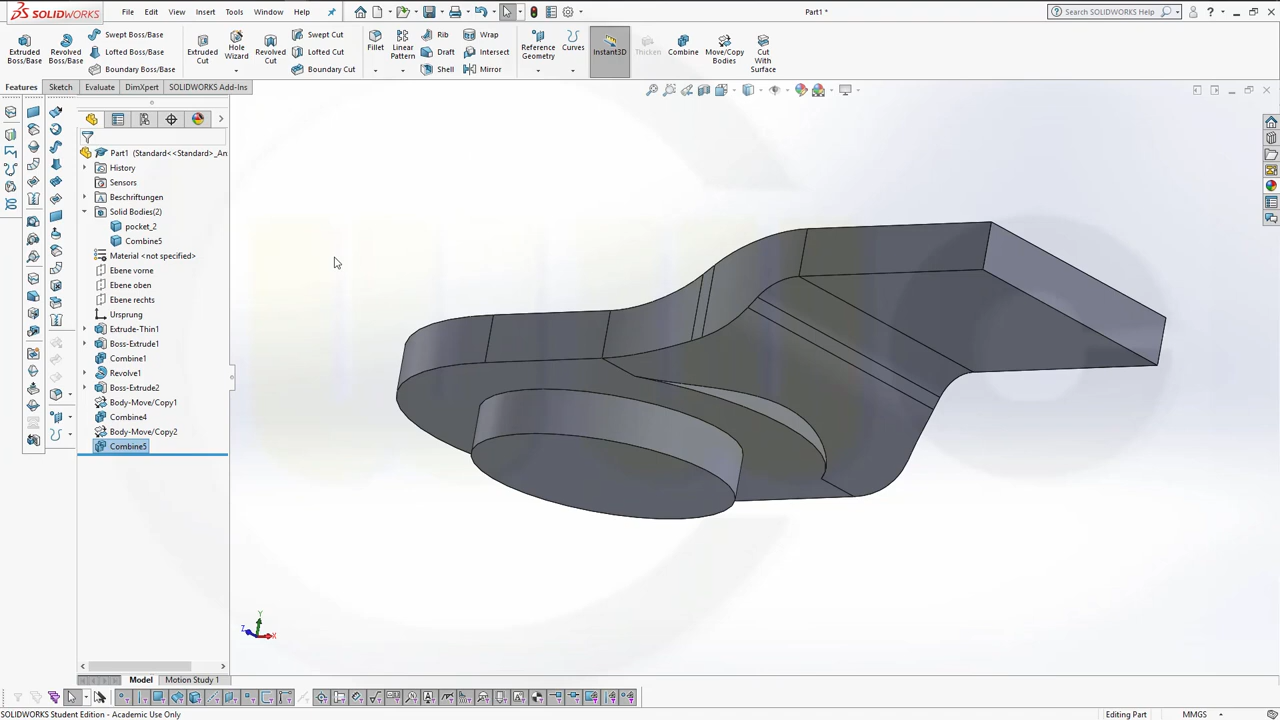 SOLIDWORKS File Edit View Insert Tools Window Help Part1 * Search SOLIDWORKS Help
Extruded Boss/Base
Revolved Boss/Base
Swept Boss/Base
Lofted Boss/Base
Boundary Boss/Base
Extruded Cut
Hole Wizard
Revolved Cut
Swept Cut
Lofted Cut
Boundary Cut
Fillet
Linear Pattern
Rib
Draft
Shell
Wrap
Intersect
Mirror
Reference Geometry
Curves
Instant3D
Thicken
Combine
Move/Copy Bodies
Cut With Surface
Features Sketch Evaluate DimXpert SOLIDWORKS Add-Ins
Part1 (Standard<<Standard>_An
History
Sensors
Beschriftungen
Solid Bodies(2)
pocket_2
Combine5
Material <not specified>
Ebene vorne
Ebene oben
Ebene rechts
Ursprung
Extrude-Thin1
Boss-Extrude1
Combine1
Revolve1
Boss-Extrude2
Body-Move/Copy1
Combine4
Body-Move/Copy2
Combine5
Y
Z
X
Model Motion Study 1
SOLIDWORKS Student Edition - Academic Use Only Editing Part MMGS